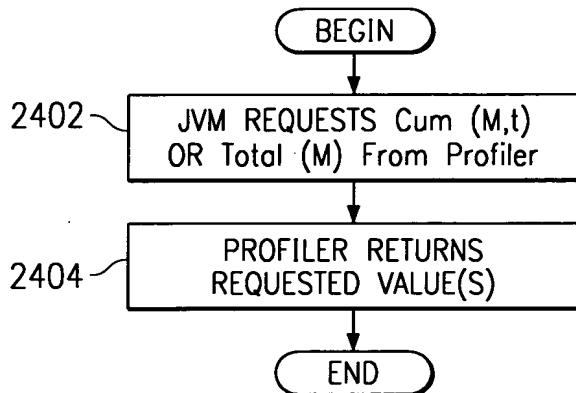 BEGIN
2402
JVM REQUESTS Cum (M,t)
OR Total (M) From Profiler
2404
PROFILER RETURNS
REQUESTED VALUE(S)
END